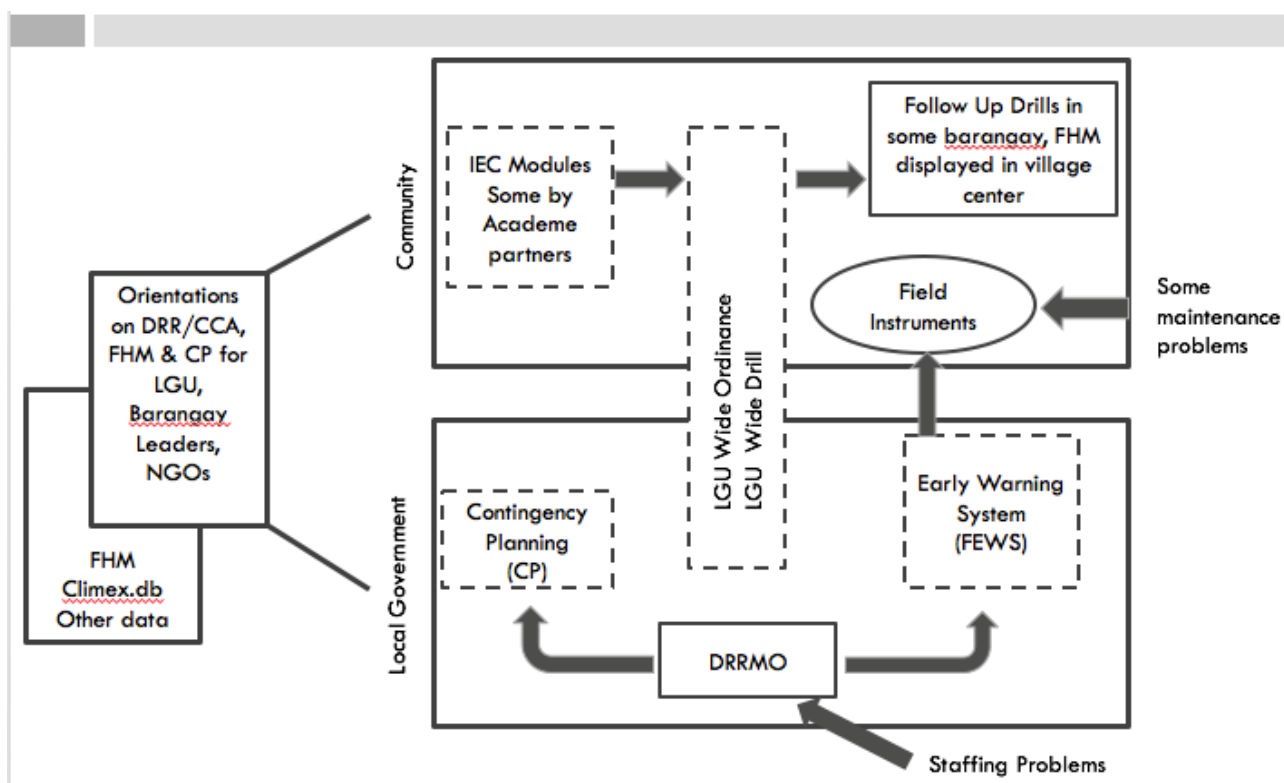 Orientations
on DRR/CCA,
FHM & CP for
LGU,
Barangay
Leaders,
NGOs
FHM
Climex.db
Other data
Community
IEC Modules
Some by
Academe
partners
LGU Wide Ordinance
LGU Wide Drill
Follow Up Drills in
some barangay, FHM
displayed in village
center
Field
Instruments
Some
maintenance
problems
Local Government
Contingency
Planning
(CP)
Early Warning
System
(FEWS)
DRRMO
Staffing Problems